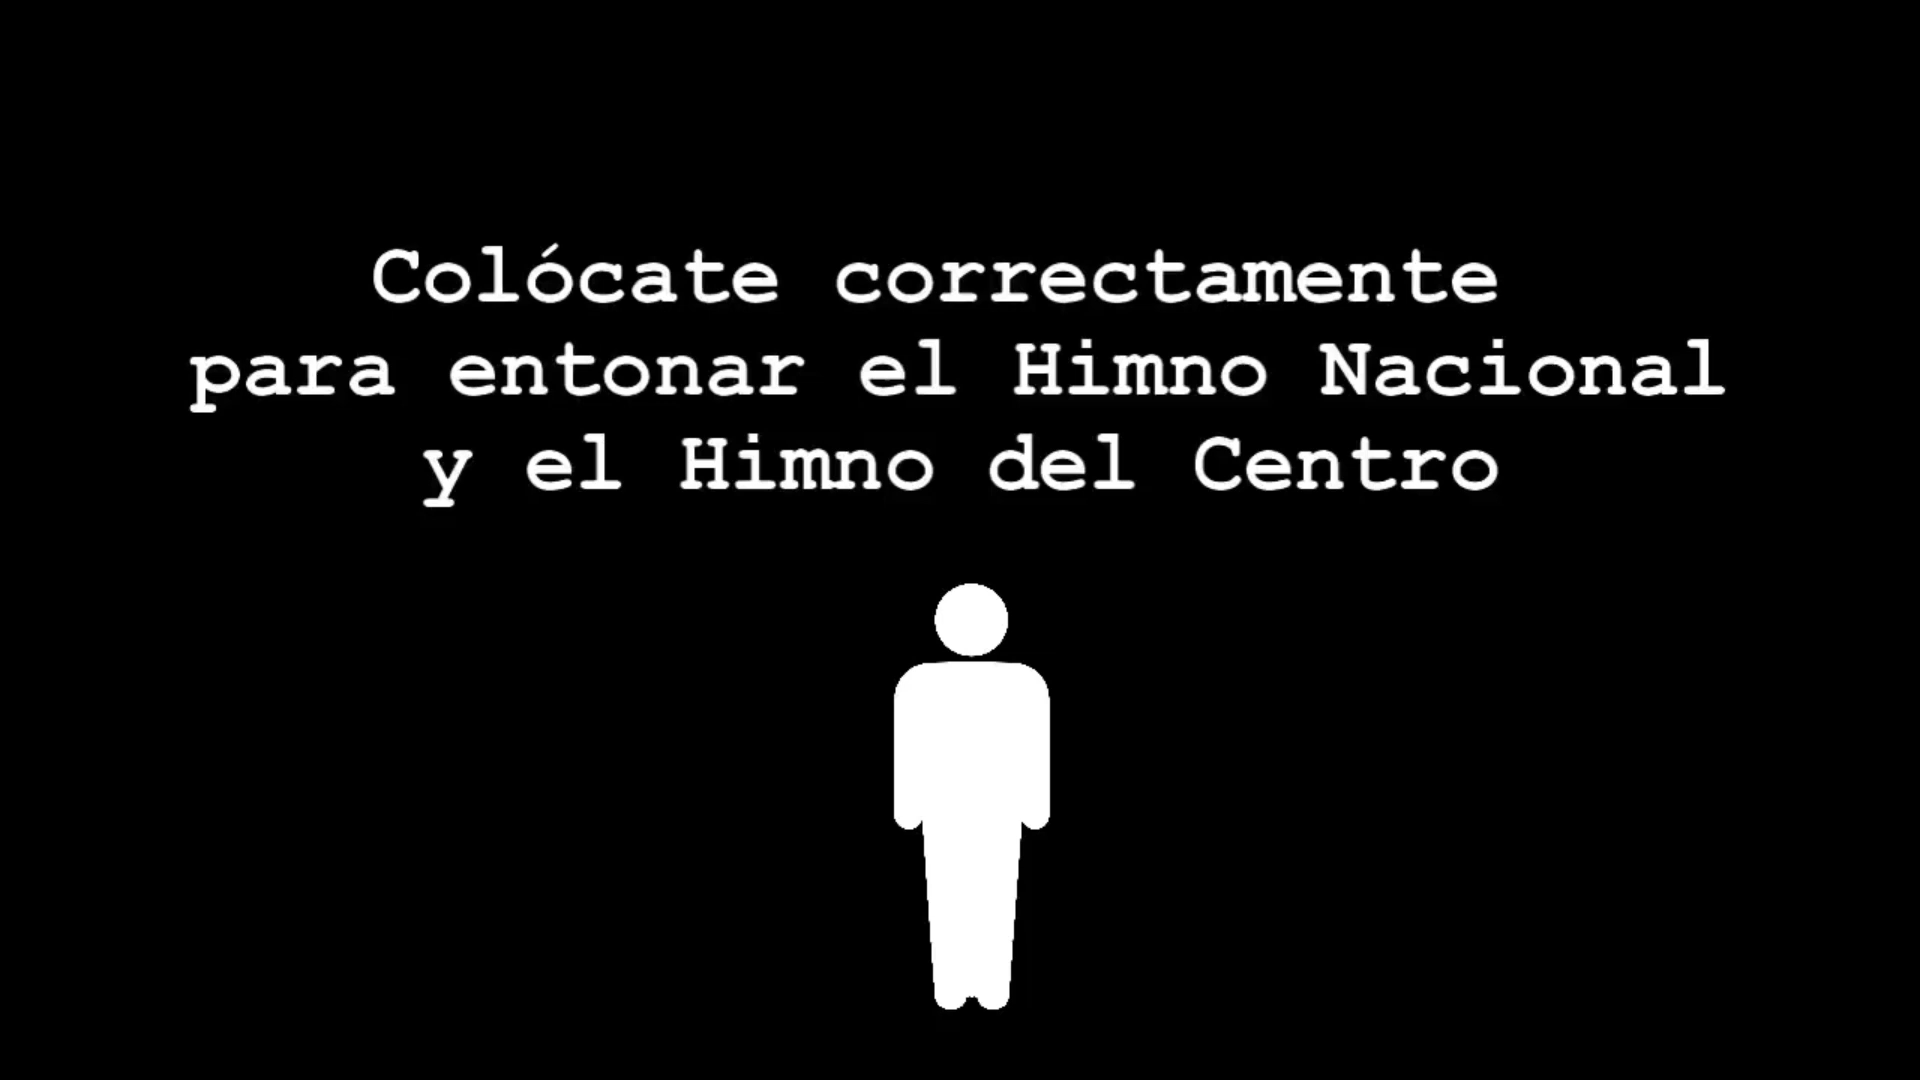 Colócate correctamente
para entonar el Himno Nacional
y el Himno del Centro